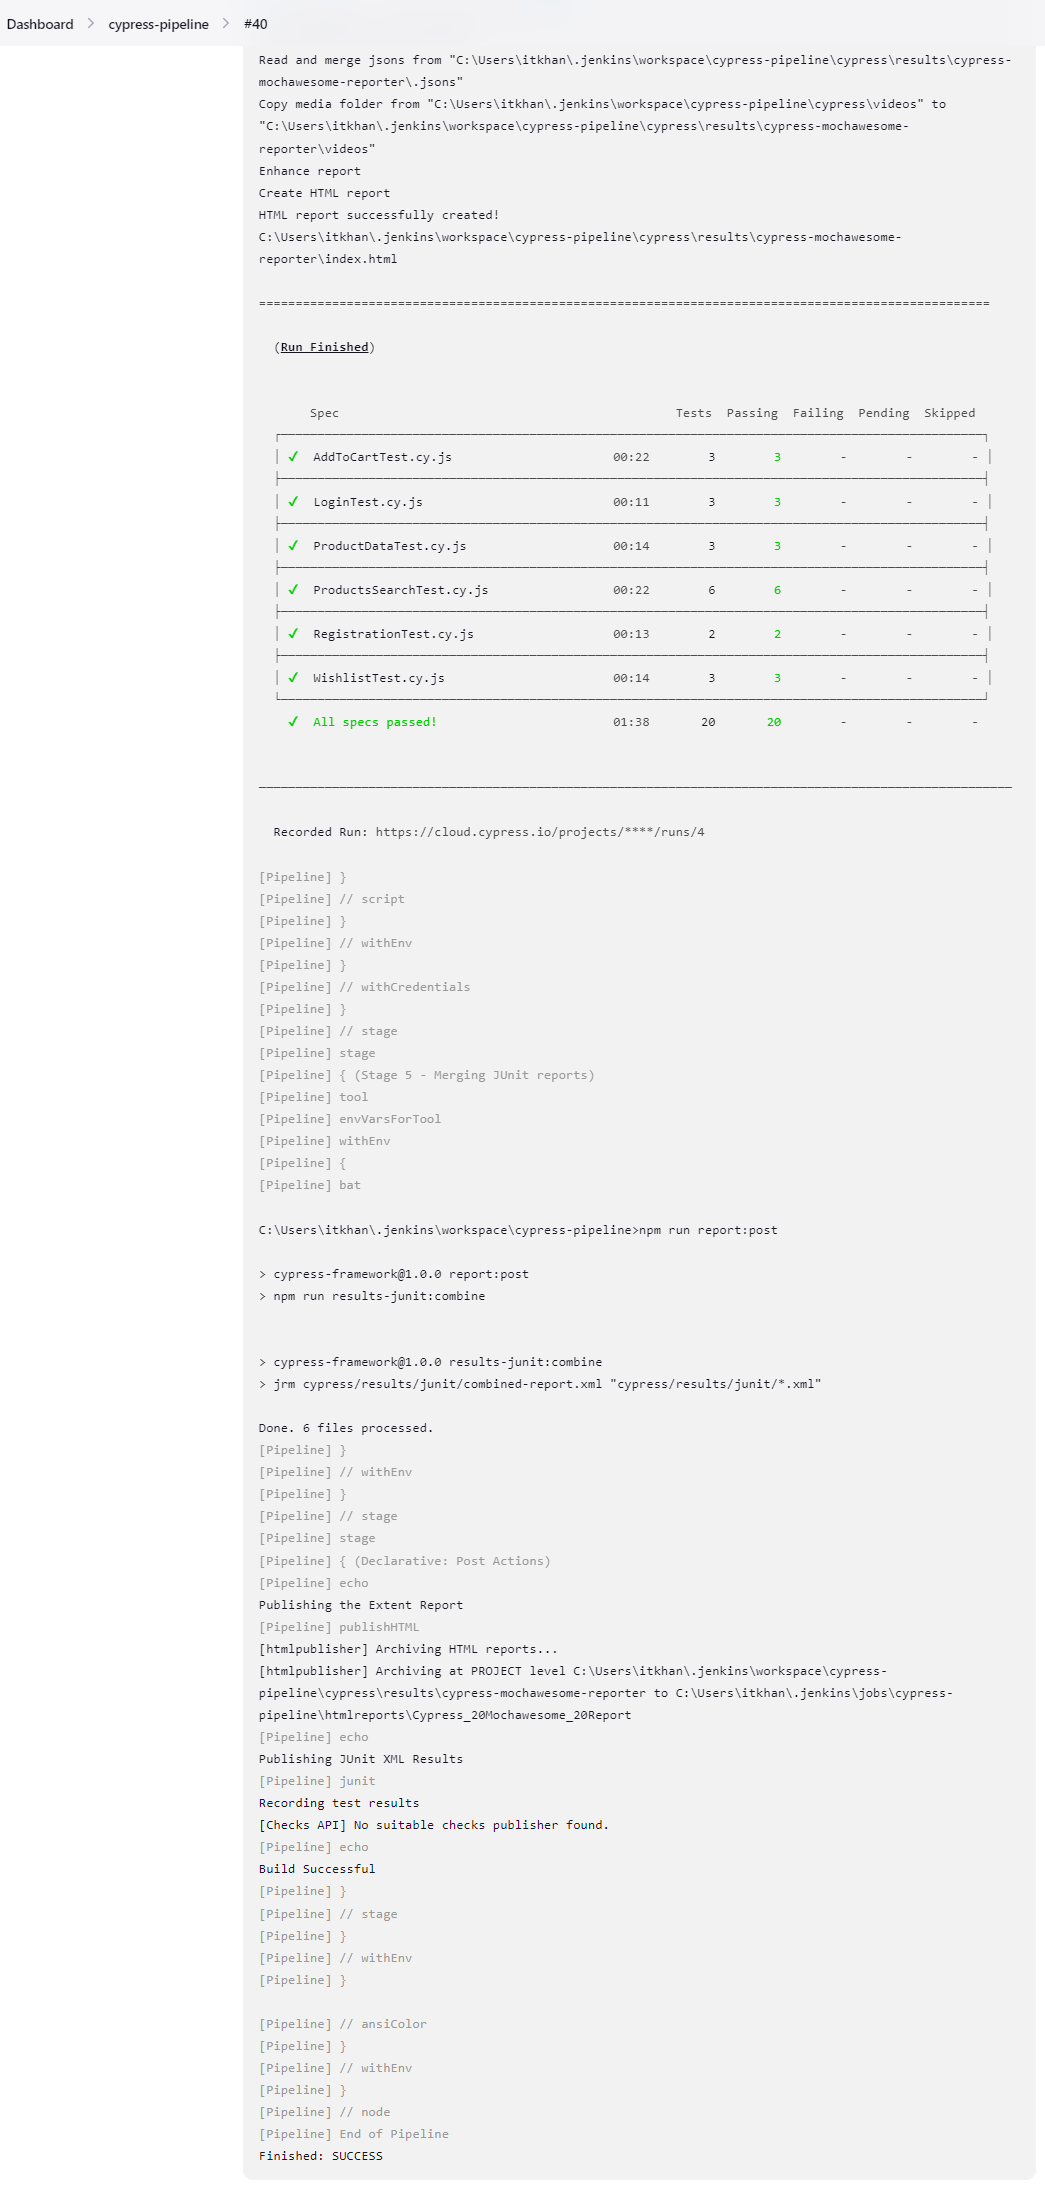 Dashboard > cypress-pipeline > #40
Read and merge jsons from "C:\Users\itkhan\.jenkins\workspace\cypress-pipeline\cypress\results\cypress-
mochawesome-reporter\.jsons"
Copy media folder from "C:\Users\itkhan\.jenkins\workspace\cypress-pipeline\cypress\videos" to
"C:\Users\itkhan\.jenkins\workspace\cypress-pipeline\cypress\results\cypress-mochawesome-
reporter\videos"
Enhance report
Create HTML report
HTML report successfully created!
C:\Users\itkhan\.jenkins\workspace\cypress-pipeline\cypress\results\cypress-mochawesome-
reporter\index.html
====================================================================================================
(Run Finished)
Spec Tests Passing Failing Pending Skipped
✓ AddToCartTest.cy.js 00:22 3 3 - - -
✓ LoginTest.cy.js 00:11 3 3 - - -
✓ ProductDataTest.cy.js 00:14 3 3 - - -
✓ ProductsSearchTest.cy.js 00:22 6 6 - - -
✓ RegistrationTest.cy.js 00:13 2 2 - - -
✓ WishlistTest.cy.js 00:14 3 3 - - -
✓ All specs passed! 01:38 20 20 - - -
Recorded Run: https://cloud.cypress.io/projects/****/runs/4
[Pipeline] }
[Pipeline] // script
[Pipeline] }
[Pipeline] // withEnv
[Pipeline] }
[Pipeline] // withCredentials
[Pipeline] }
[Pipeline] // stage
[Pipeline] stage
[Pipeline] { (Stage 5 - Merging JUnit reports)
[Pipeline] tool
[Pipeline] envVarsForTool
[Pipeline] withEnv
[Pipeline] {
[Pipeline] bat
C:\Users\itkhan\.jenkins\workspace\cypress-pipeline>npm run report:post
> cypress-framework@1.0.0 report:post
> npm run results-junit:combine
> cypress-framework@1.0.0 results-junit:combine
> jrm cypress/results/junit/combined-report.xml "cypress/results/junit/*.xml"
Done. 6 files processed.
[Pipeline] }
[Pipeline] // withEnv
[Pipeline] }
[Pipeline] // stage
[Pipeline] stage
[Pipeline] { (Declarative: Post Actions)
[Pipeline] echo
Publishing the Extent Report
[Pipeline] publishHTML
[htmlpublisher] Archiving HTML reports...
[htmlpublisher] Archiving at PROJECT level C:\Users\itkhan\.jenkins\workspace\cypress-
pipeline\cypress\results\cypress-mochawesome-reporter to C:\Users\itkhan\.jenkins\jobs\cypress-
pipeline\htmlreports\Cypress_20Mochawesome_20Report
[Pipeline] echo
Publishing JUnit XML Results
[Pipeline] junit
Recording test results
[Checks API] No suitable checks publisher found.
[Pipeline] echo
Build Successful
[Pipeline] }
[Pipeline] // stage
[Pipeline] }
[Pipeline] // withEnv
[Pipeline] }
[Pipeline] // ansiColor
[Pipeline] }
[Pipeline] // withEnv
[Pipeline] }
[Pipeline] // node
[Pipeline] End of Pipeline
Finished: SUCCESS